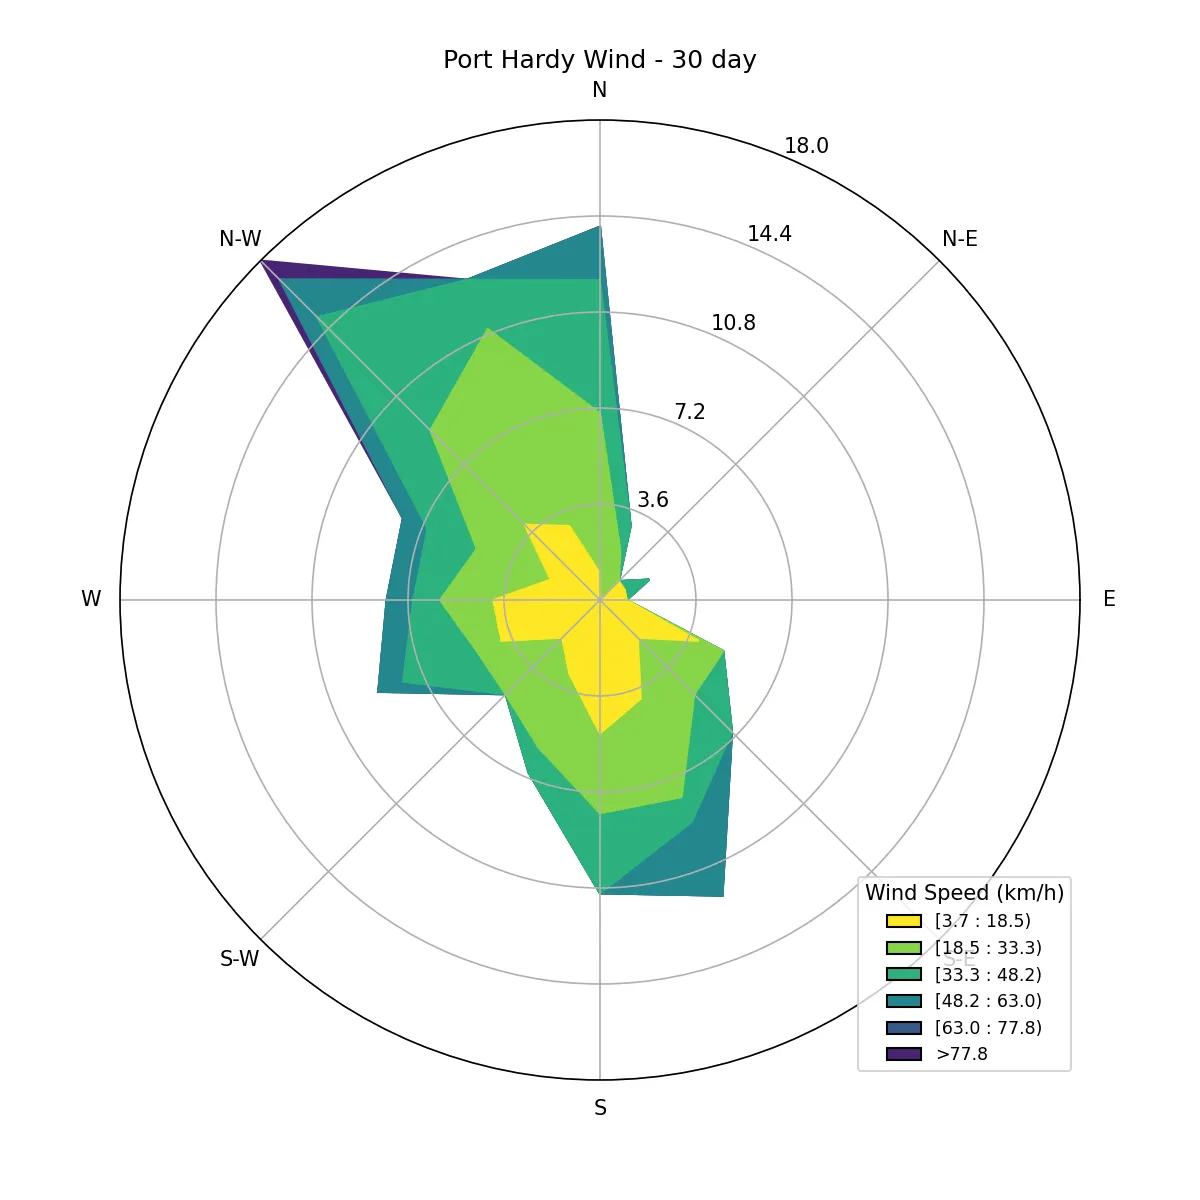 Port Hardy Wind - 30 day
N
18.0
N-W
14.4
N-E
10.8
7.2
3.6
W
E
Wind Speed (km/h)
[3.7 : 18.5)
[18.5 : 33.3)
S-W
S-E
[33.3 : 48.2)
[48.2 : 63.0)
[63.0 : 77.8)
>77.8
S